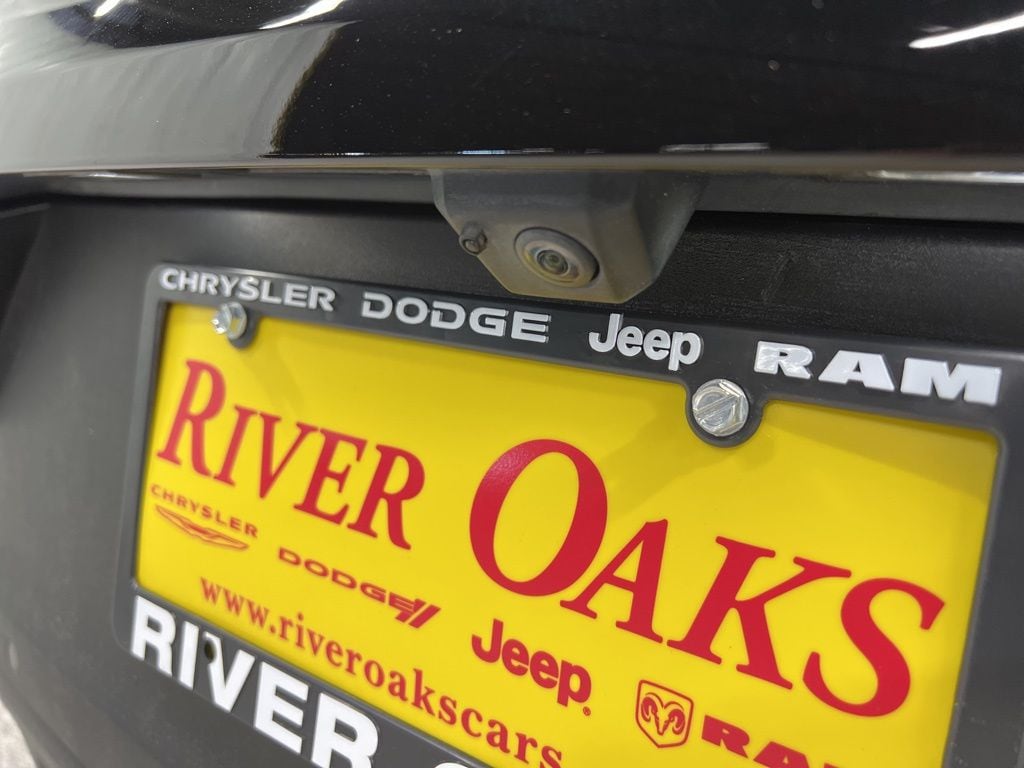 CHRYSLER DODGE Jeep RAM
RIVER OAKS
CHRYSLER DODGE Jeep RAM
www.riveroakscars
RIVER